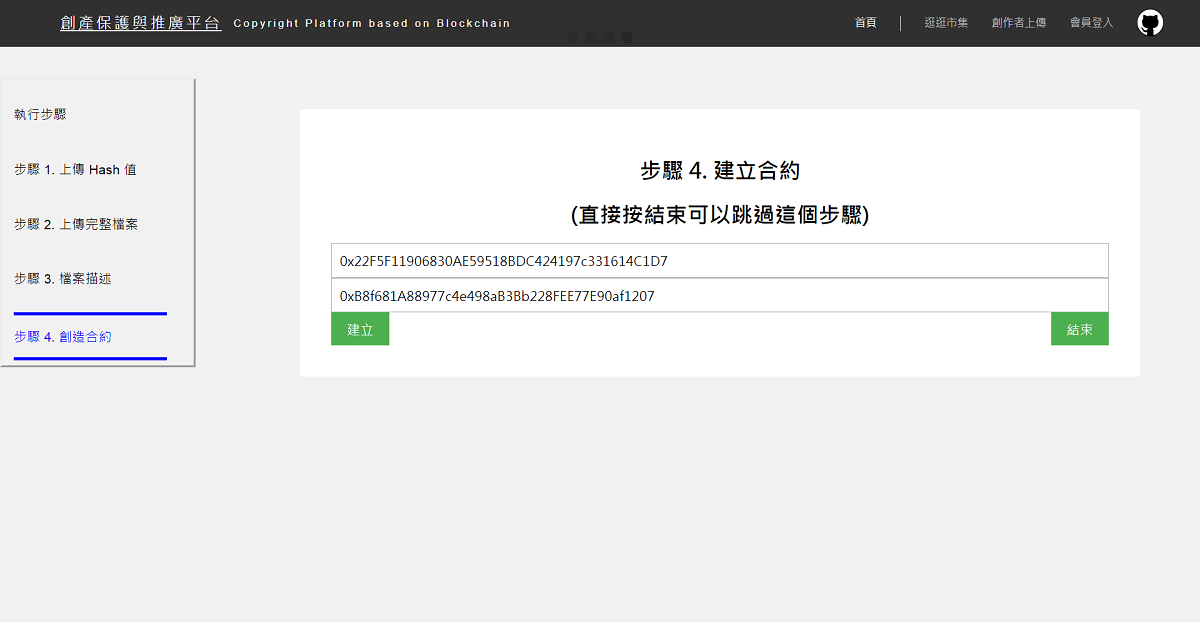 創產保護與推廣平台 Copyright Platform based on Blockchain
首頁 | 逛逛市集 創作者上傳 會員登入
執行步驟
步驟 1. 上傳 Hash 值
步驟 2. 上傳完整檔案
步驟 3. 檔案描述
步驟 4. 創造合約
步驟 4. 建立合約
(直接按結束可以跳過這個步驟)
0x22F5F11906830AE59518BDC424197c331614C1D7
0xB8f681A88977c4e498aB3Bb228FEE77E90af1207
建立 結束